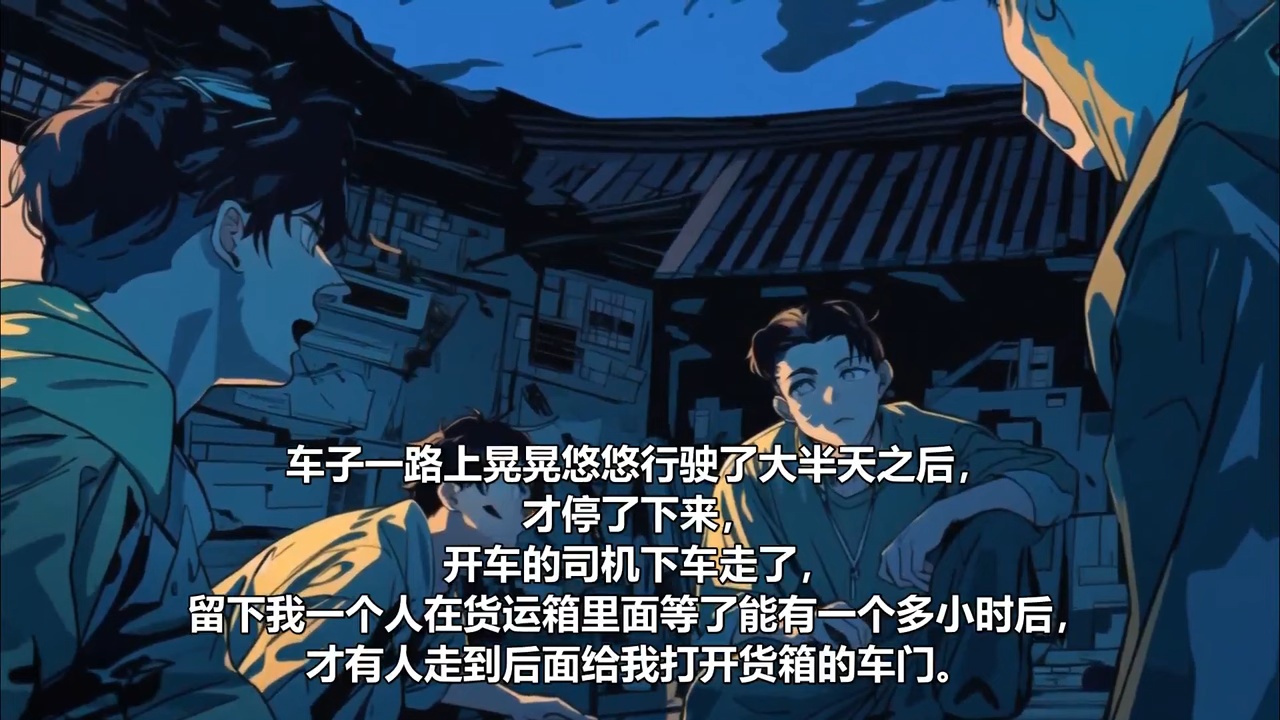 车子一路上晃晃悠悠行驶了大半天之后，
才停了下来，
开车的司机下车走了，
留下我一个人在货运箱里面等了能有一个多小时后，
才有人走到后面给我打开货箱的车门。